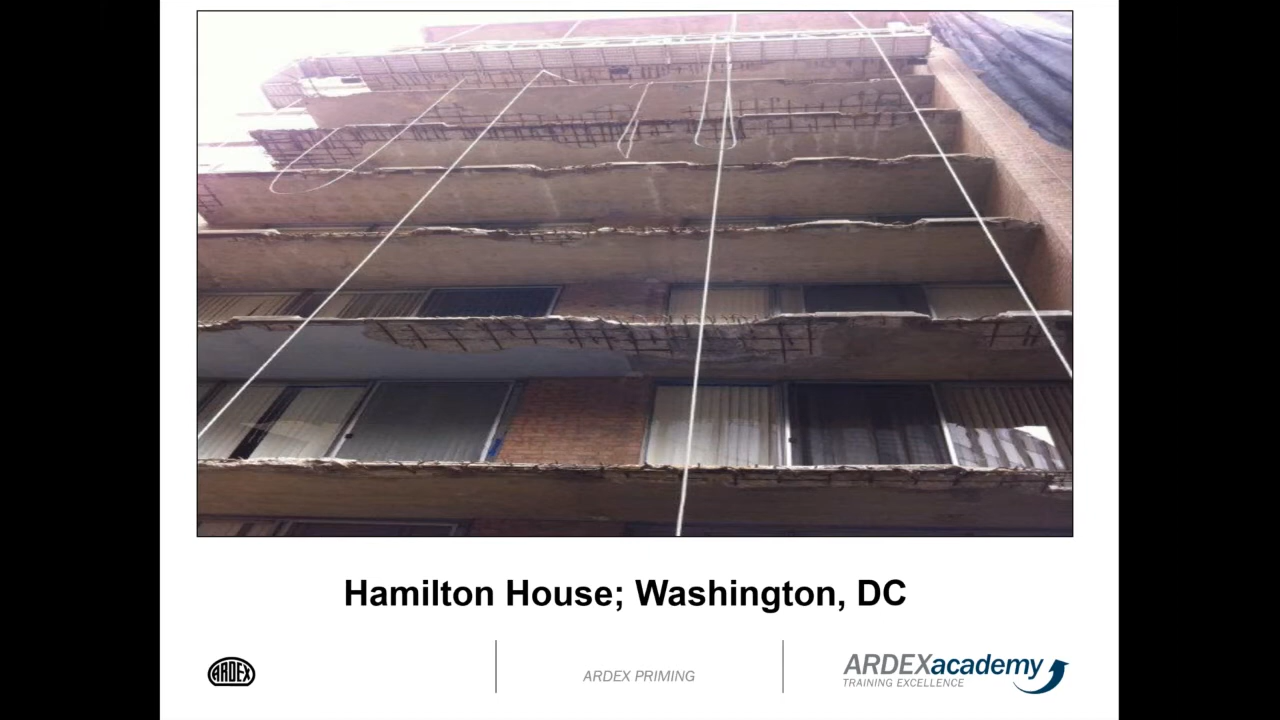 Hamilton House; Washington, DC
ARDEX
ARDEX PRIMING
ARDEXacademy
TRAINING EXCELLENCE